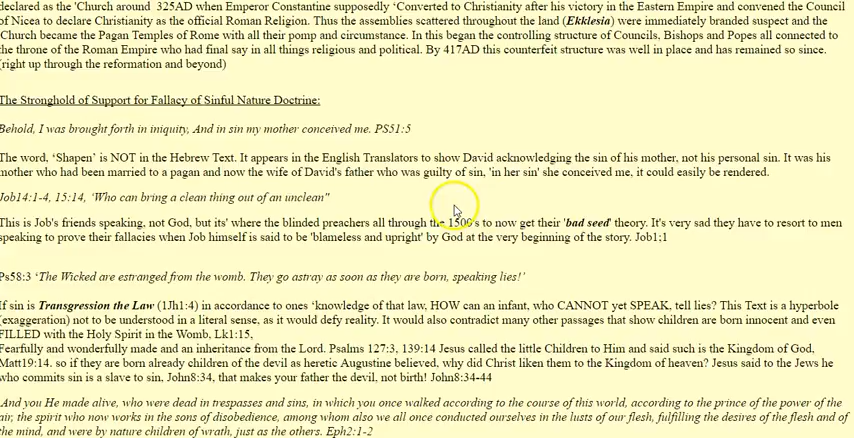 declared as the 'Church around  325AD when Emperor Constantine supposedly ‘Converted to Christianity after his victory in the Eastern Empire and convened the Council
of Nicea to declare Christianity as the official Roman Religion. Thus the assemblies scattered throughout the land (Ekklesia) were immediately branded suspect and the
'Church became the Pagan Temples of Rome with all their pomp and circumstance. In this began the controlling structure of Councils, Bishops and Popes all connected to
the throne of the Roman Empire who had final say in all things religious and political. By 417AD this counterfeit structure was well in place and has remained so since.
(right up through the reformation and beyond)
The Stronghold of Support for Fallacy of Sinful Nature Doctrine:
Behold, I was brought forth in iniquity, And in sin my mother conceived me. PS51:5
The word, ‘Shapen’ is NOT in the Hebrew Text. It appears in the English Translators to show David acknowledging the sin of his mother, not his personal sin. It was his
mother who had been married to a pagan and now the wife of David's father who was guilty of sin, 'in her sin' she conceived me, it could easily be rendered.
Job14:1-4, 15:14, ‘Who can bring a clean thing out of an unclean"
This is Job's friends speaking, not God, but its' where the blinded preachers all through the 1500's to now get their 'bad seed' theory. It's very sad they have to resort to men
speaking to prove their fallacies when Job himself is said to be 'blameless and upright' by God at the very beginning of the story. Job1;1
Ps58:3 ‘The Wicked are estranged from the womb. They go astray as soon as they are born, speaking lies!’
If sin is Transgression the Law (1Jh1:4) in accordance to ones ‘knowledge of that law, HOW can an infant, who CANNOT yet SPEAK, tell lies? This Text is a hyperbole
(exaggeration) not to be understood in a literal sense, as it would defy reality. It would also contradict many other passages that show children are born innocent and even
FILLED with the Holy Spirit in the Womb, Lk1:15,
Fearfully and wonderfully made and an inheritance from the Lord. Psalms 127:3, 139:14 Jesus called the little Children to Him and said such is the Kingdom of God,
Matt19:14. so if they are born already children of the devil as heretic Augustine believed, why did Christ liken them to the Kingdom of heaven? Jesus said to the Jews he
who commits sin is a slave to sin, John8:34, that makes your father the devil, not birth! John8:34-44
And you He made alive, who were dead in trespasses and sins, in which you once walked according to the course of this world, according to the prince of the power of the
air, the spirit who now works in the sons of disobedience, among whom also we all once conducted ourselves in the lusts of our flesh, fulfilling the desires of the flesh and of
the mind, and were by nature children of wrath, just as the others. Eph2:1-2